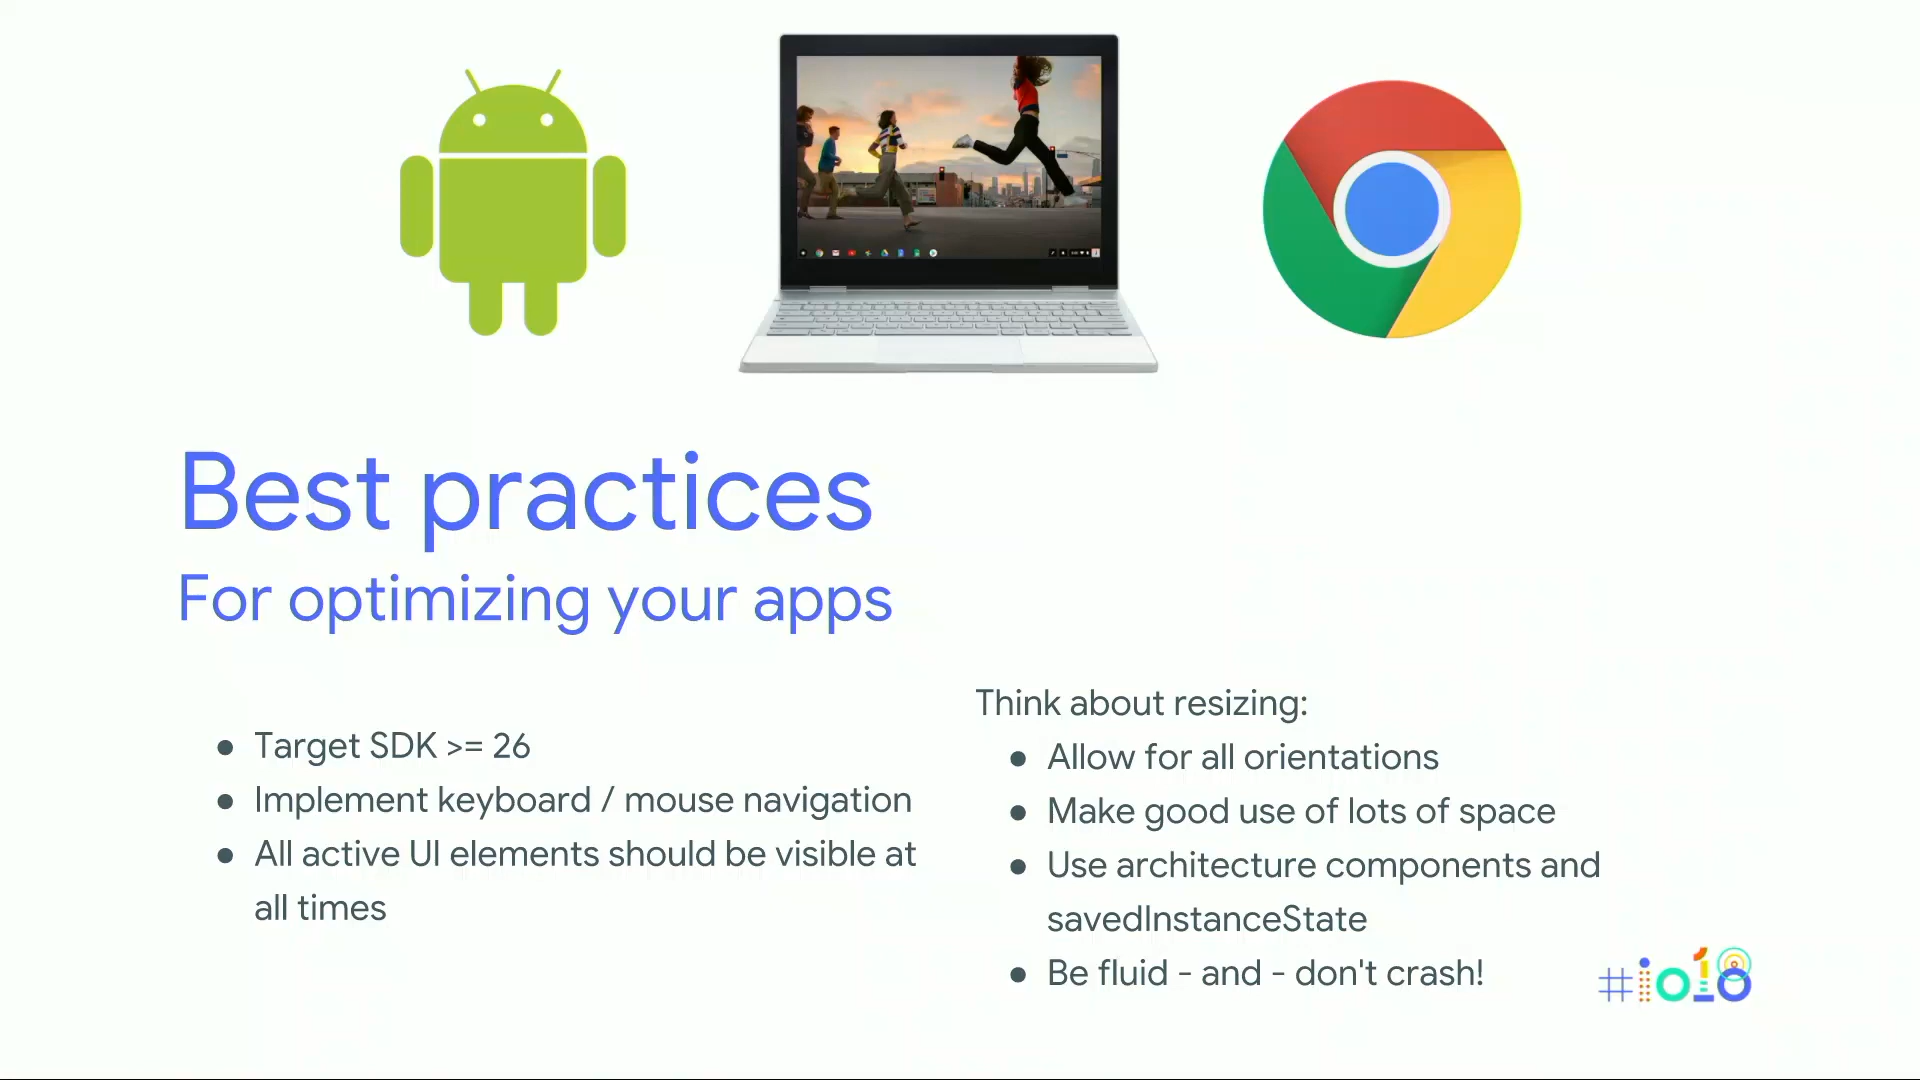 Best practices
For optimizing your apps
● Target SDK >= 26
● Implement keyboard / mouse navigation
● All active UI elements should be visible at
all times
Think about resizing:
● Allow for all orientations
● Make good use of lots of space
● Use architecture components and
savedInstanceState
● Be fluid - and - don't crash!
#io18